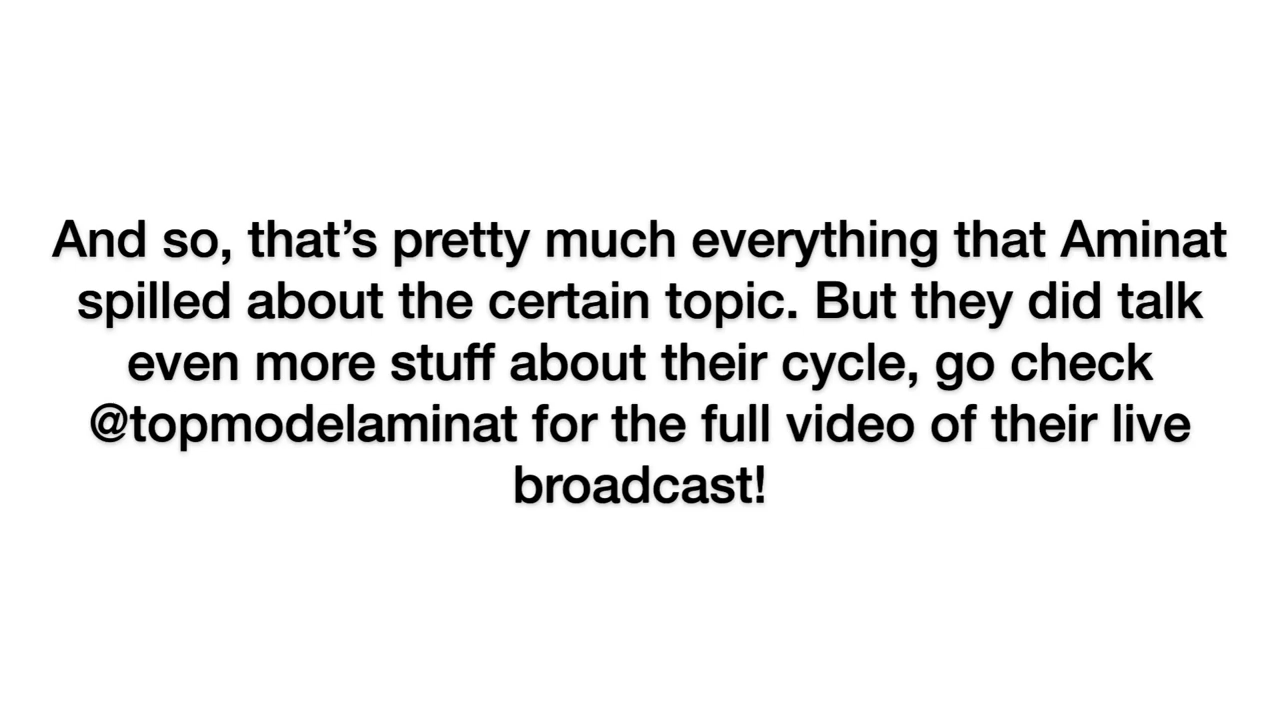 And so, that’s pretty much everything that Aminat
spilled about the certain topic. But they did talk
even more stuff about their cycle, go check
@topmodelaminat for the full video of their live
broadcast!